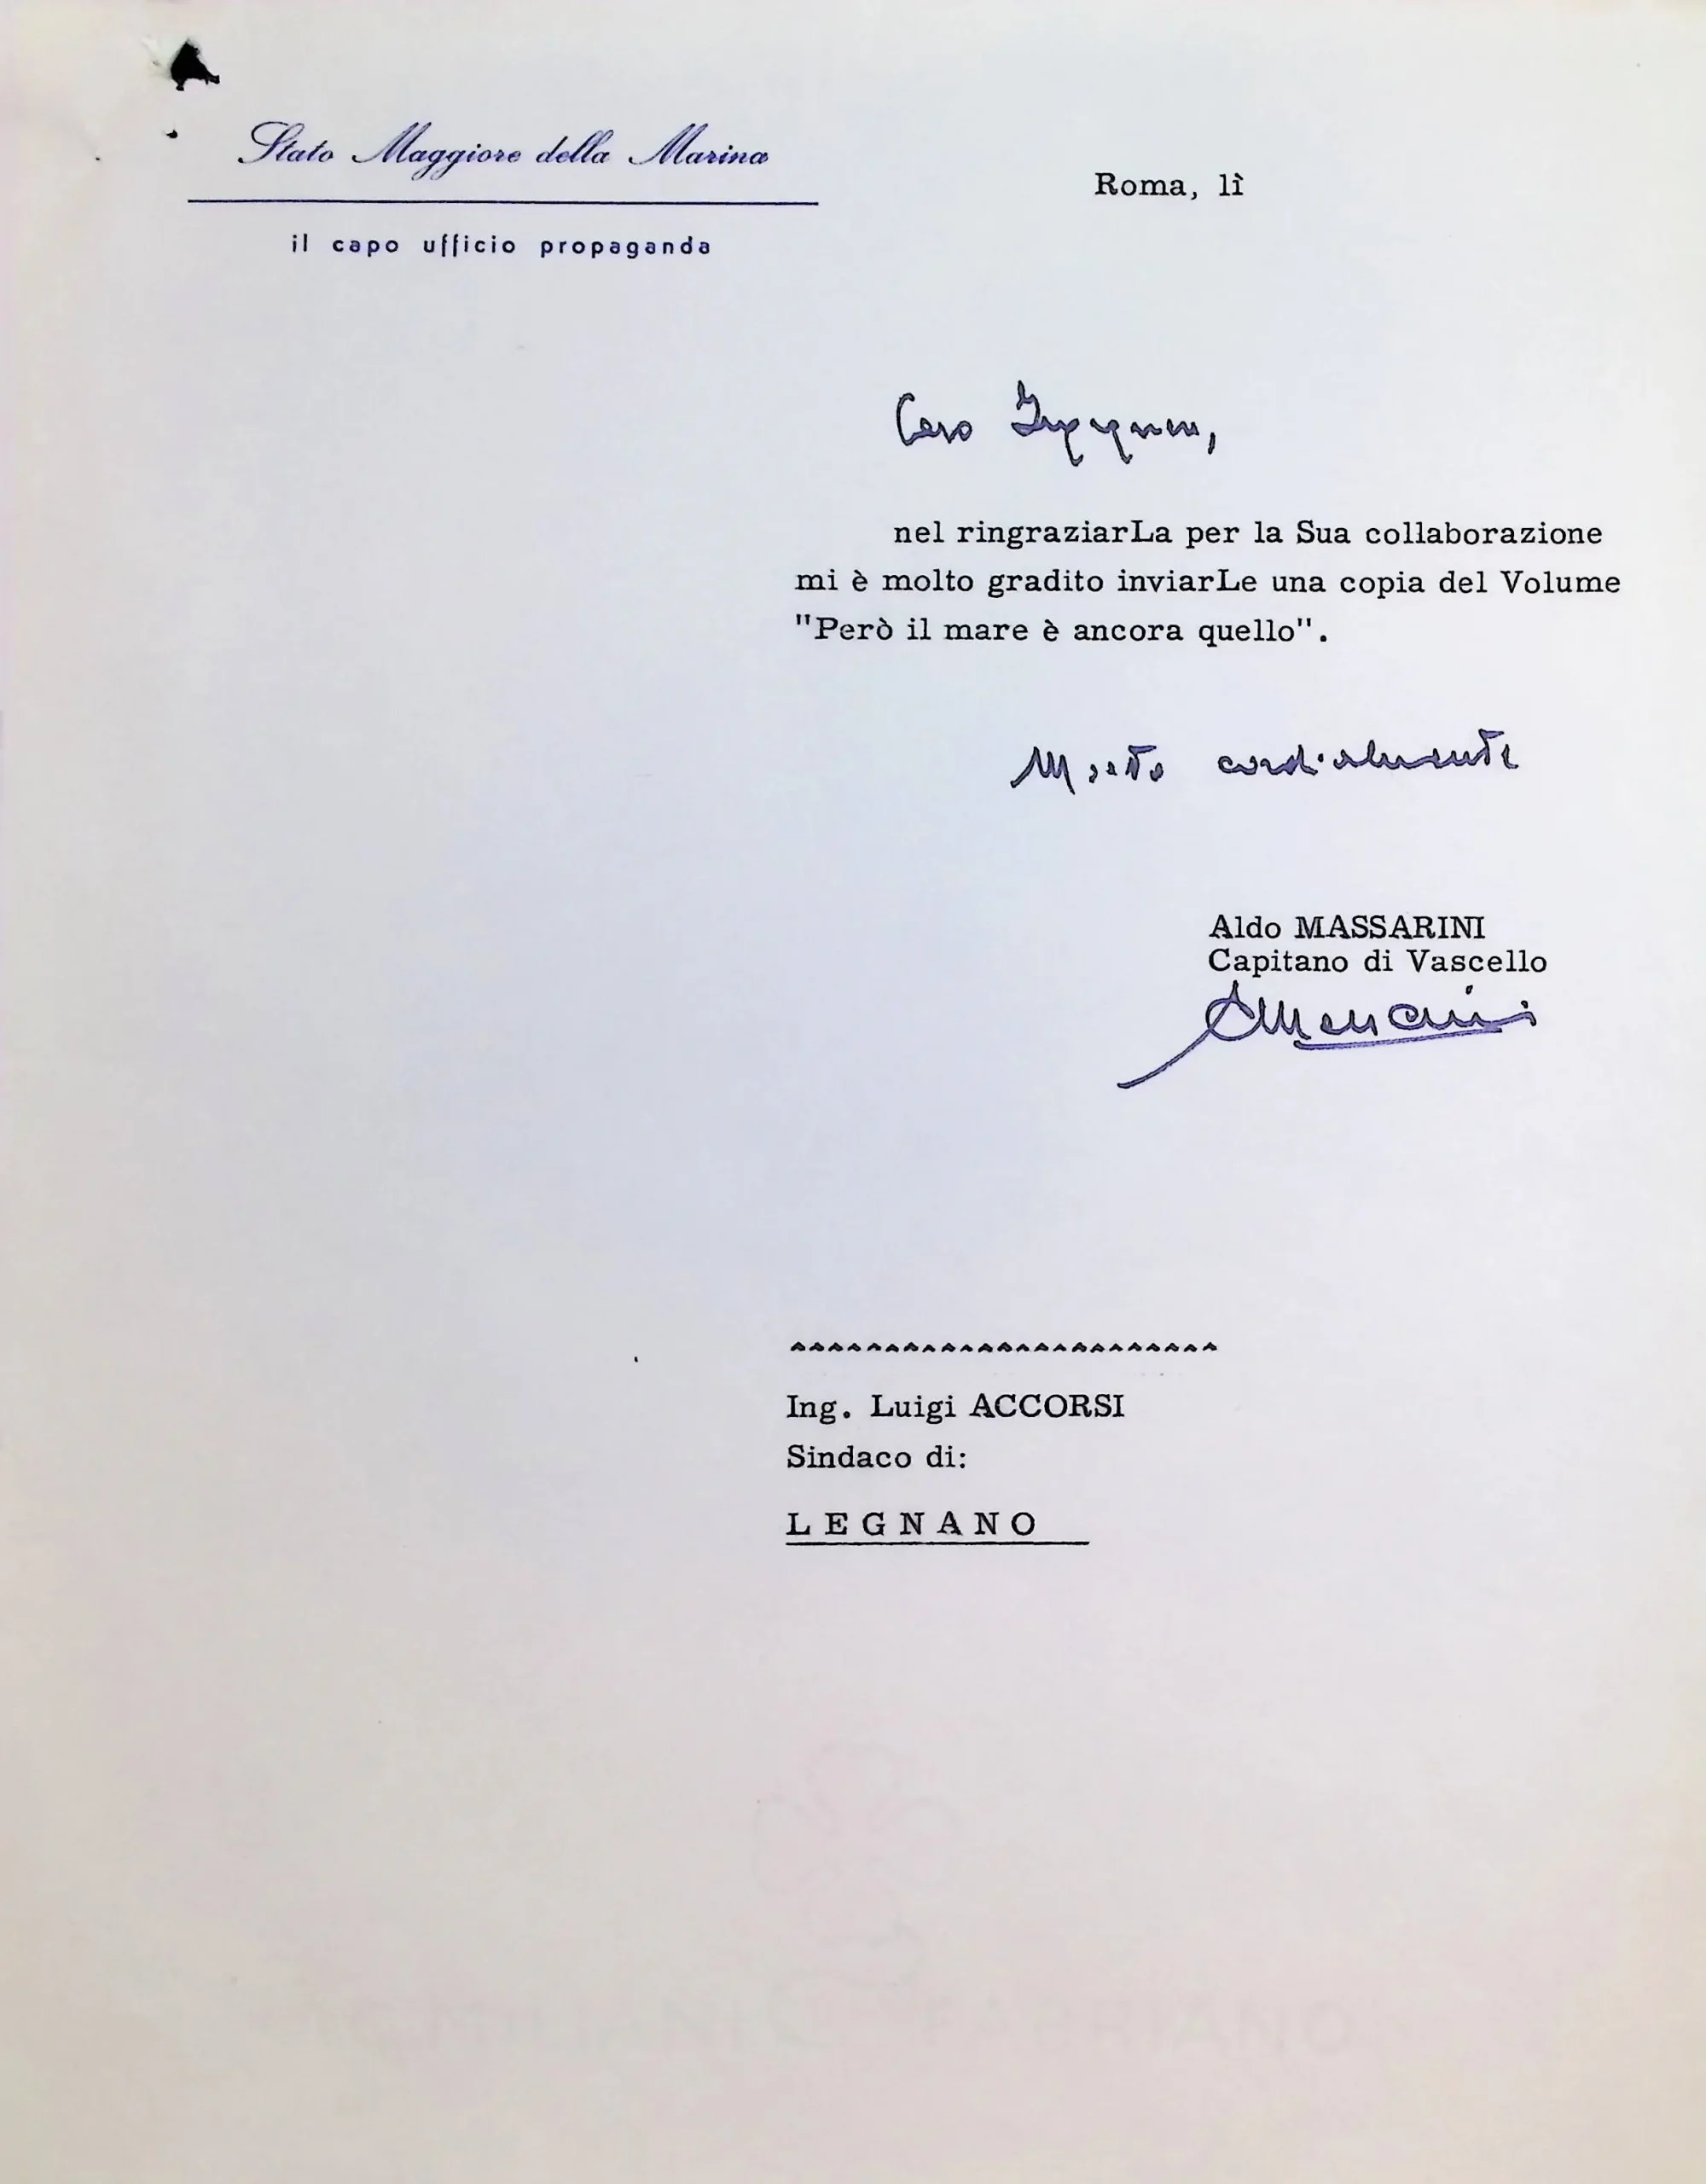 Stato Maggiore della Marina
il capo ufficio propaganda
Roma, lì
Caro Ingegnere,
nel ringraziarLa per la Sua collaborazione
mi è molto gradito inviarLe una copia del Volume
"Però il mare è ancora quello".
Molto cordialmente
Aldo MASSARINI
Capitano di Vascello
^^^^^^^^^^^^^^^^^^^^^^^
Ing. Luigi ACCORSI
Sindaco di:
LEGNANO
FABRIANO